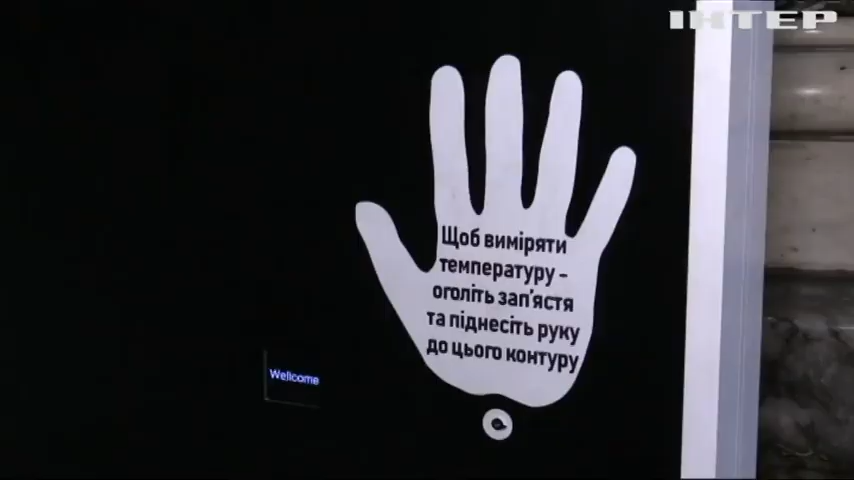 ІНТЕР
Щоб виміряти
температуру –
оголіть зап'ястя
та піднесіть руку
до цього контуру
Wellcome